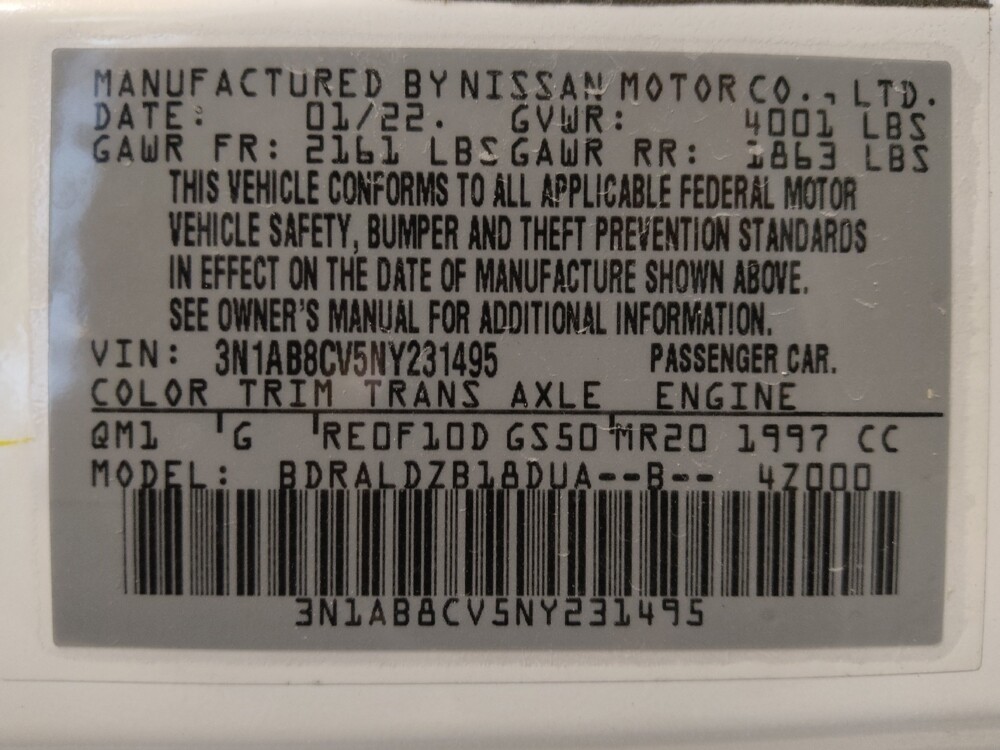 MANUFACTURED BY NISSAN MOTOR CO., LTD.
DATE: 01/22. GVWR: 4001 LBS
GAWR FR: 2161 LBS GAWR RR: 1863 LBS
THIS VEHICLE CONFORMS TO ALL APPLICABLE FEDERAL MOTOR
VEHICLE SAFETY, BUMPER AND THEFT PREVENTION STANDARDS
IN EFFECT ON THE DATE OF MANUFACTURE SHOWN ABOVE.
SEE OWNER'S MANUAL FOR ADDITIONAL INFORMATION.
VIN: 3N1AB8CV5NY231495 PASSENGER CAR.
COLOR TRIM TRANS AXLE ENGINE
QM1 G RE0F10D GS50 MR20 1997 CC
MODEL: BDRALDZB18DUA--B-- 4Z000
3N1AB8CV5NY231495